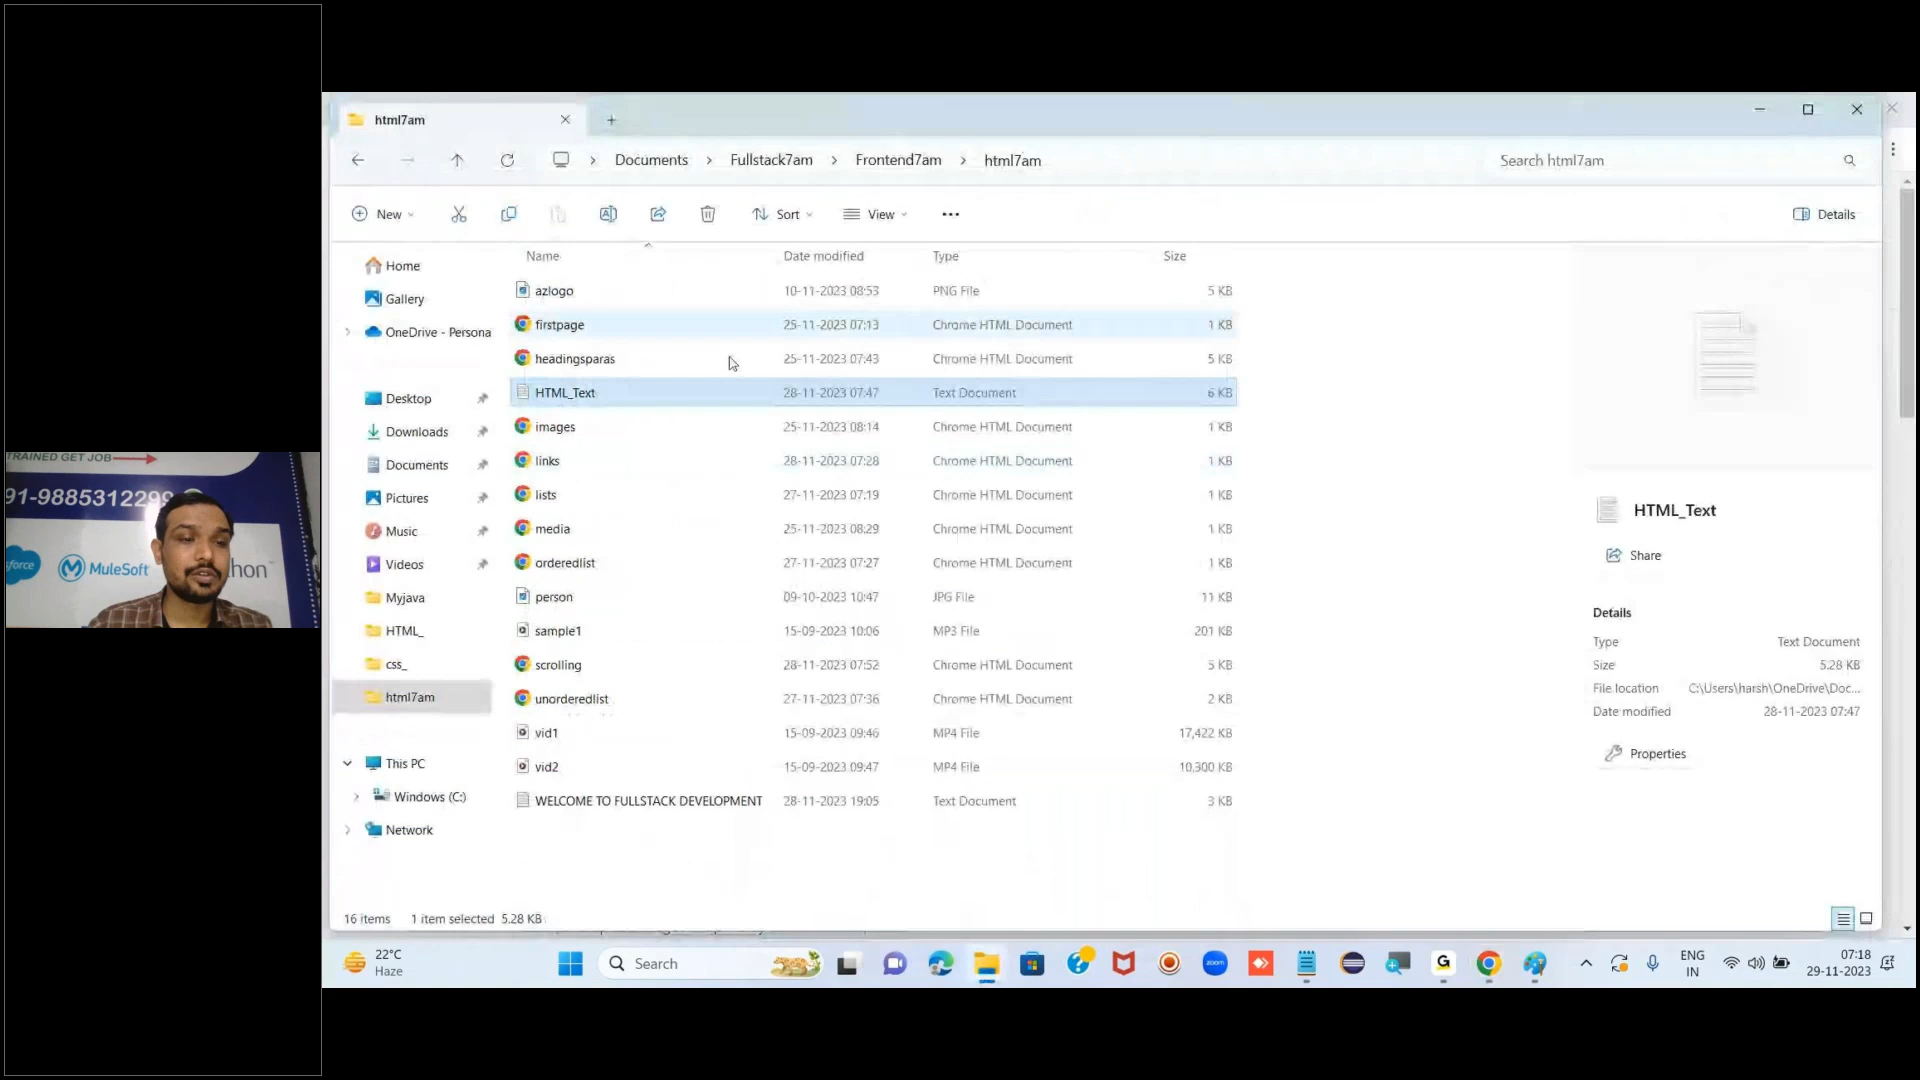 TRAINED GET JOB
91-9885312299
MuleSoft
html7am
Documents
Fullstack7am
Frontend7am
html7am
Search html7am
New
Sort
View
Details
Name Date modified Type Size
azlogo 10-11-2023 08:53 PNG File 5 KB
firstpage 25-11-2023 07:13 Chrome HTML Document 1 KB
headingsparas 25-11-2023 07:43 Chrome HTML Document 5 KB
HTML_Text 28-11-2023 07:47 Text Document 6 KB
images 25-11-2023 08:14 Chrome HTML Document 1 KB
links 28-11-2023 07:28 Chrome HTML Document 1 KB
lists 27-11-2023 07:19 Chrome HTML Document 1 KB
media 25-11-2023 08:29 Chrome HTML Document 1 KB
orderedlist 27-11-2023 07:27 Chrome HTML Document 1 KB
person 09-10-2023 10:47 JPG File 11 KB
sample1 15-09-2023 10:06 MP3 File 201 KB
scrolling 28-11-2023 07:52 Chrome HTML Document 5 KB
unorderedlist 27-11-2023 07:36 Chrome HTML Document 2 KB
vid1 15-09-2023 09:46 MP4 File 17,422 KB
vid2 15-09-2023 09:47 MP4 File 10,300 KB
WELCOME TO FULLSTACK DEVELOPMENT 28-11-2023 19:05 Text Document 3 KB
Home
Gallery
OneDrive - Persona
Desktop
Downloads
Documents
Pictures
Music
Videos
Myjava
HTML_
css_
html7am
This PC
Windows (C:)
Network
HTML_Text
Share
Details
Type Text Document
Size 5.28 KB
File location C:\Users\harsh\OneDrive\Doc...
Date modified 28-11-2023 07:47
Properties
16 items 1 item selected 5.28 KB
22°C
Haze
Search
zoom
ENG
IN
07:18
29-11-2023